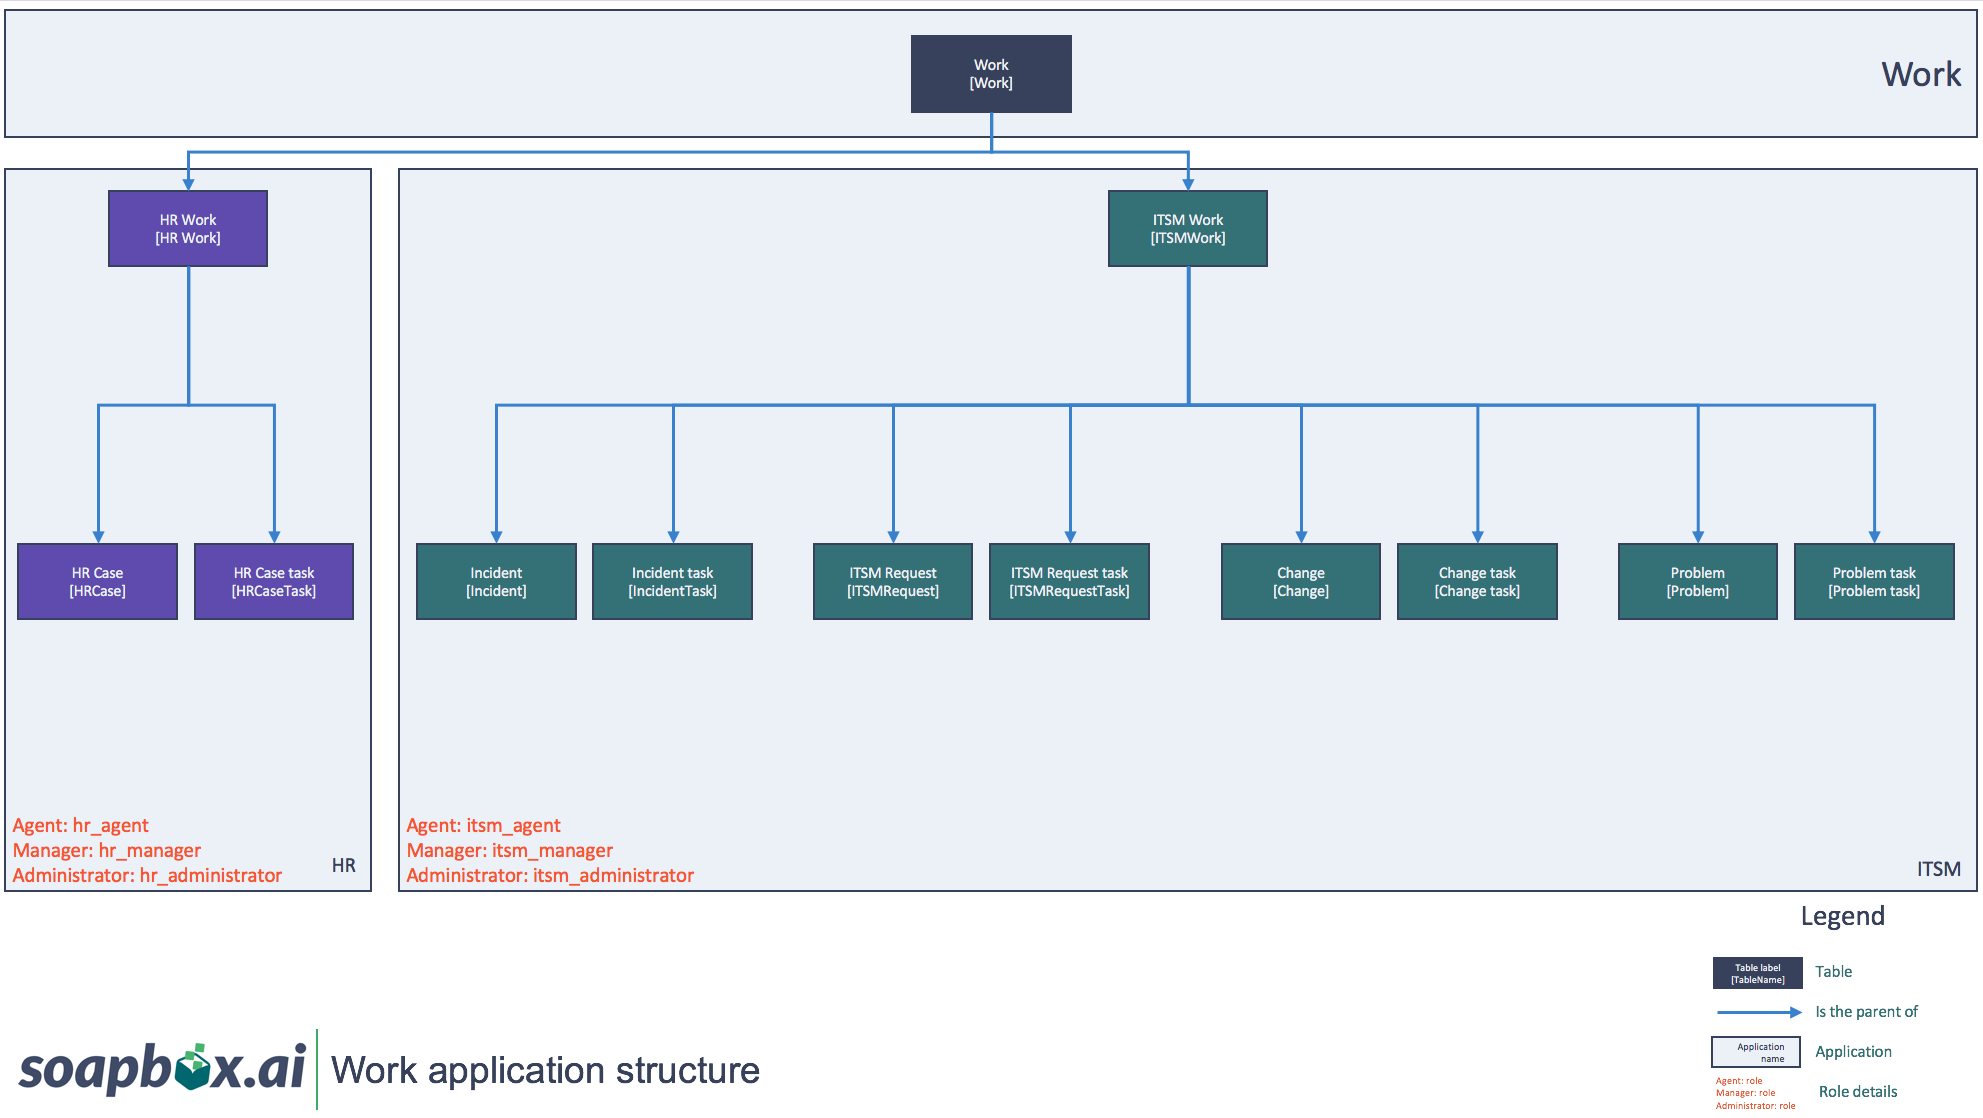 Work
[Work]
Work
HR Work
[HR Work]
ITSM Work
[ITSMWork]
HR Case
[HRCase]
HR Case task
[HRCaseTask]
Incident
[Incident]
Incident task
[IncidentTask]
ITSM Request
[ITSMRequest]
ITSM Request task
[ITSMRequestTask]
Change
[Change]
Change task
[Change task]
Problem
[Problem]
Problem task
[Problem task]
Agent: hr_agent
Manager: hr_manager
Administrator: hr_administrator
HR
Agent: itsm_agent
Manager: itsm_manager
Administrator: itsm_administrator
ITSM
Legend
Table label
[TableName]
Table
Is the parent of
Application
name
Application
Agent: role
Manager: role
Administrator: role
Role details
soapbox.ai
Work application structure